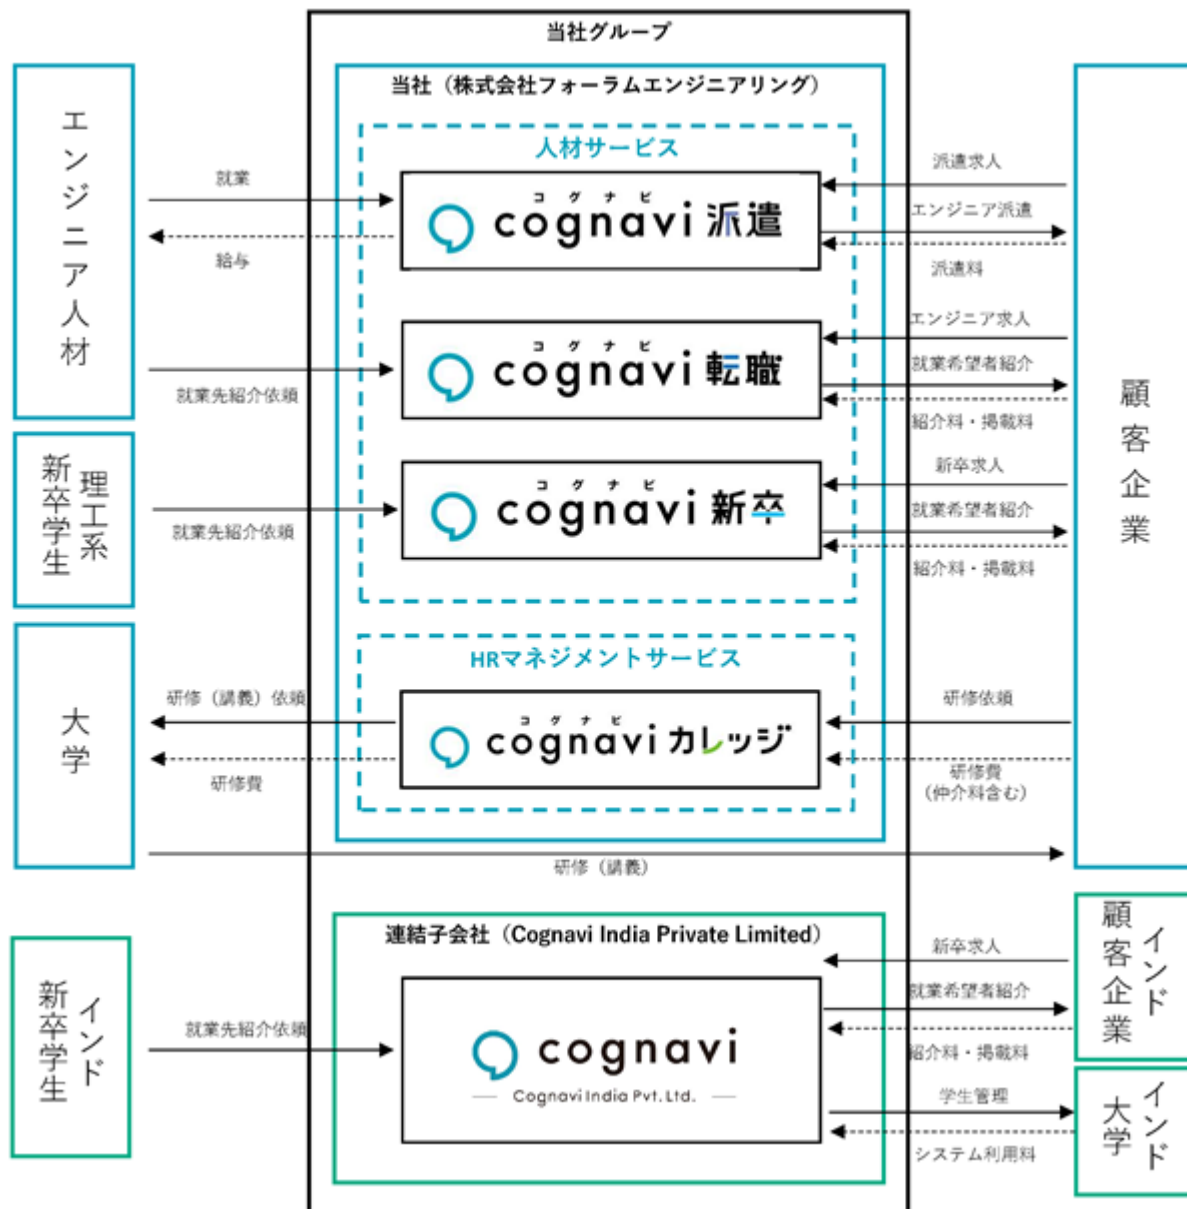 当社グループ
当社（株式会社フォーラムエンジニアリング）
エンジニア人材
人材サービス
就業
給与
コグナビ
cognavi 派遣
派遣求人
エンジニア派遣
派遣料
就業先紹介依頼
コグナビ
cognavi 転職
エンジニア求人
就業希望者紹介
紹介料・掲載料
顧客企業
理工系
新卒学生
就業先紹介依頼
コグナビ
cognavi 新卒
新卒求人
就業希望者紹介
紹介料・掲載料
大学
HRマネジメントサービス
研修（講義）依頼
研修費
コグナビ
cognavi カレッジ
研修依頼
研修費
（仲介料含む）
研修（講義）
連結子会社（Cognavi India Private Limited）
インド
新卒学生
就業先紹介依頼
cognavi
Cognavi India Pvt. Ltd.
新卒求人
就業希望者紹介
紹介料・掲載料
インド
顧客企業
学生管理
システム利用料
インド
大学